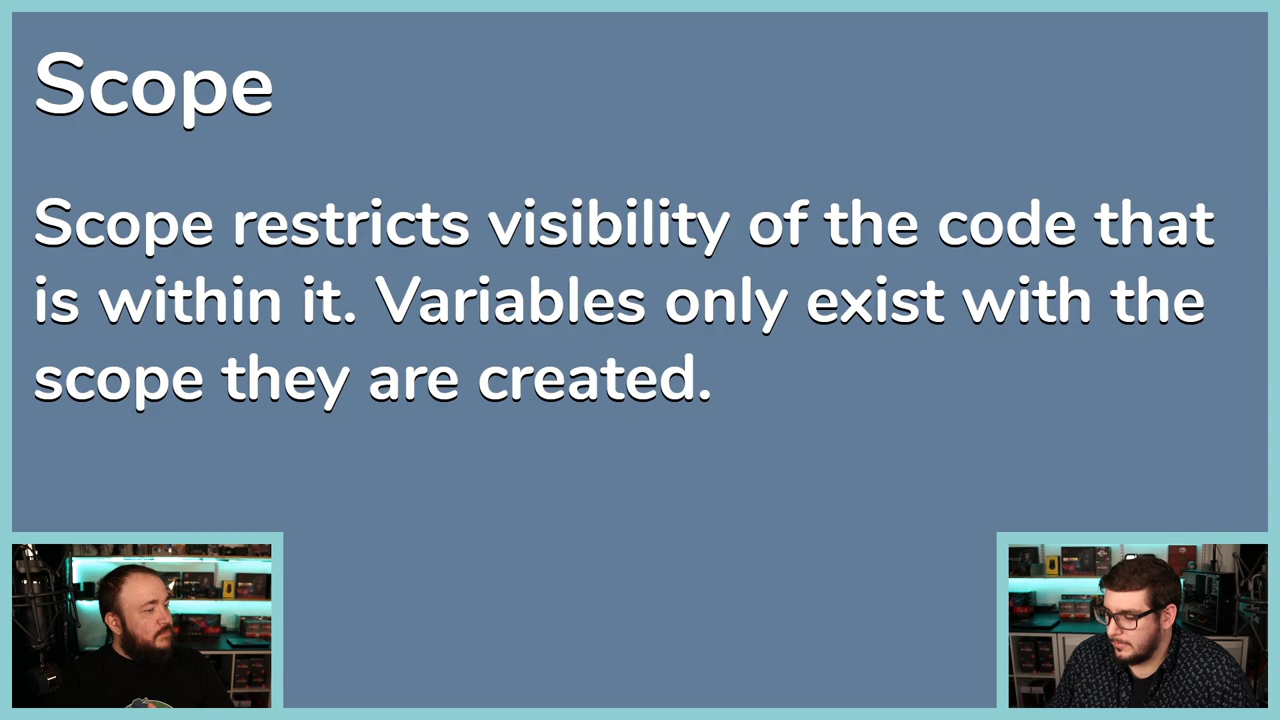 Scope
Scope restricts visibility of the code that
is within it. Variables only exist with the
scope they are created.